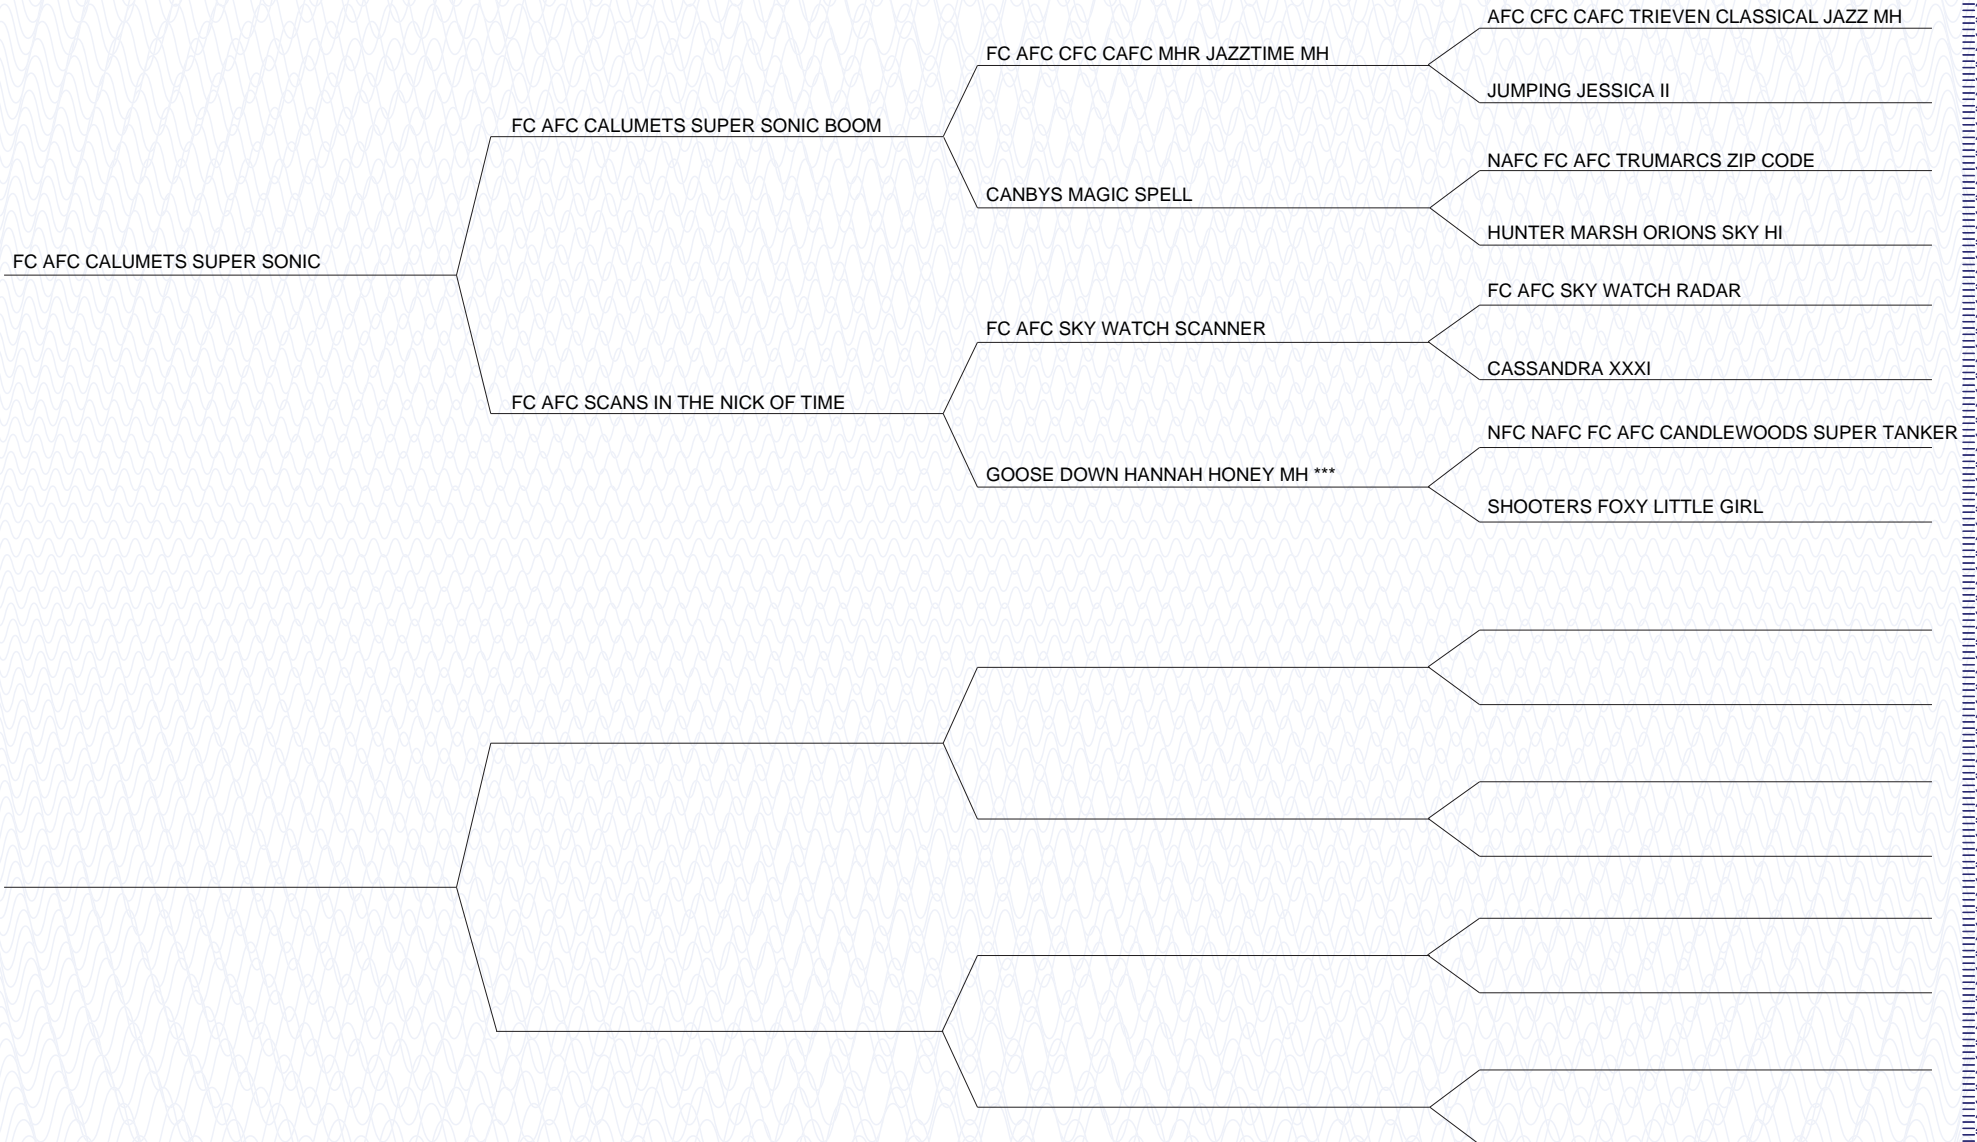 AFC CFC CAFC TRIEVEN CLASSICAL JAZZ MH
FC AFC CFC CAFC MHR JAZZTIME MH
JUMPING JESSICA II
FC AFC CALUMETS SUPER SONIC BOOM
NAFC FC AFC TRUMARCS ZIP CODE
CANBYS MAGIC SPELL
HUNTER MARSH ORIONS SKY HI
FC AFC CALUMETS SUPER SONIC
FC AFC SKY WATCH RADAR
FC AFC SKY WATCH SCANNER
CASSANDRA XXXI
FC AFC SCANS IN THE NICK OF TIME
NFC NAFC FC AFC CANDLEWOODS SUPER TANKER
GOOSE DOWN HANNAH HONEY MH ***
SHOOTERS FOXY LITTLE GIRL